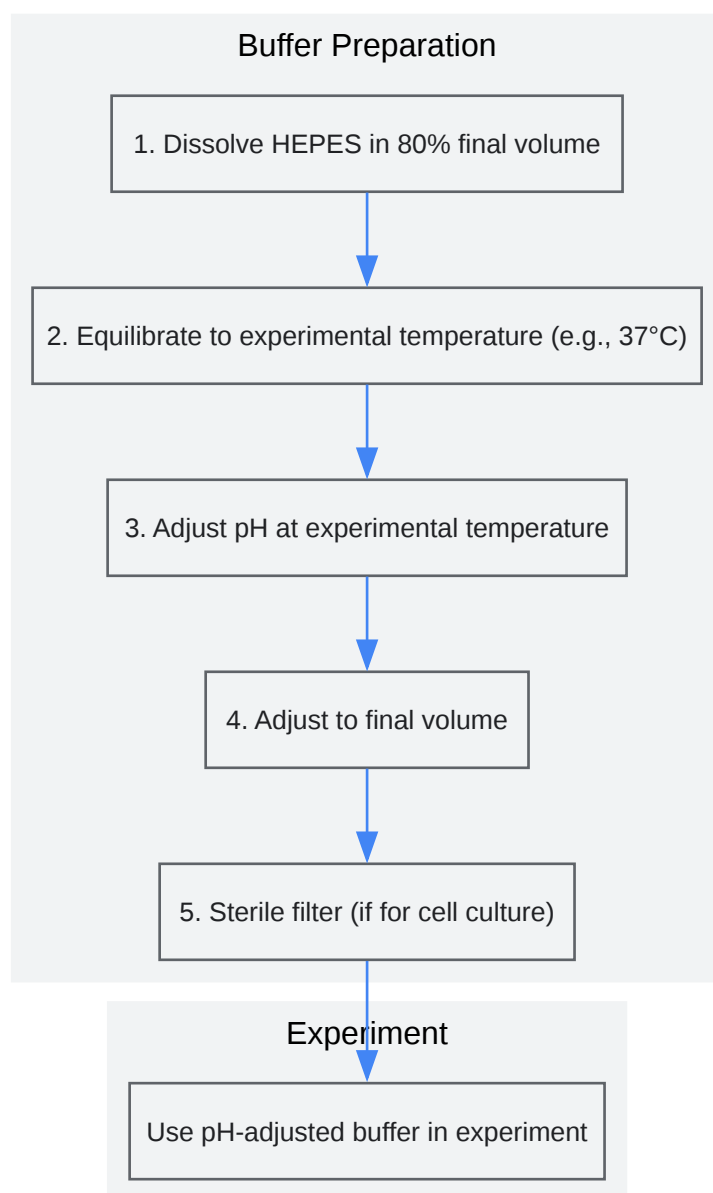 Buffer Preparation
1. Dissolve HEPES in 80% final volume
2. Equilibrate to experimental temperature (e.g., 37°C)
3. Adjust pH at experimental temperature
4. Adjust to final volume
5. Sterile filter (if for cell culture)
Experiment
Use pH-adjusted buffer in experiment